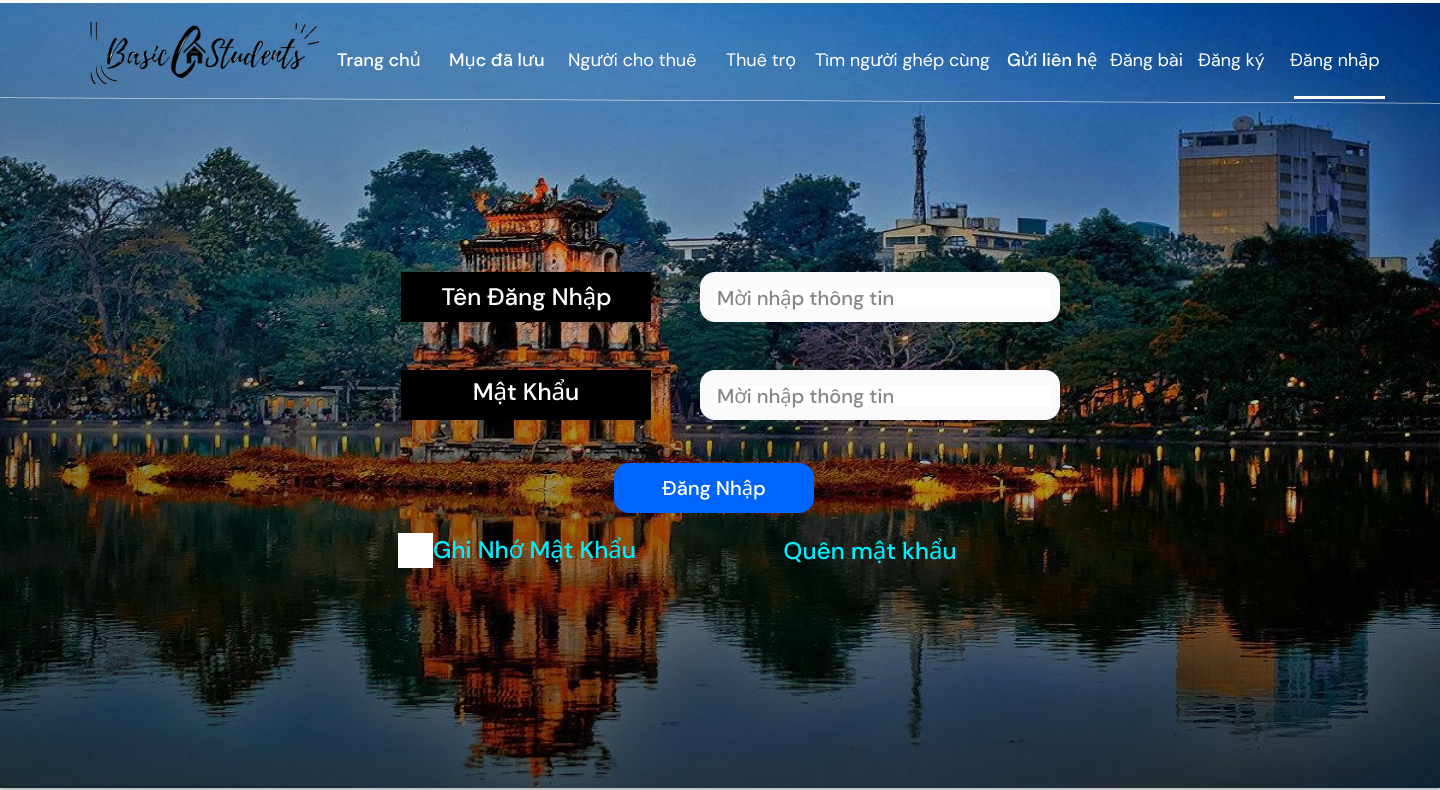 Basic Students
Trang chủ Mục đã lưu Người cho thuê Thuê trọ Tìm người ghép cùng Gửi liên hệ Đăng bài Đăng ký Đăng nhập
Tên Đăng Nhập Mời nhập thông tin
Mật Khẩu Mời nhập thông tin
Đăng Nhập
Ghi Nhớ Mật Khẩu Quên mật khẩu